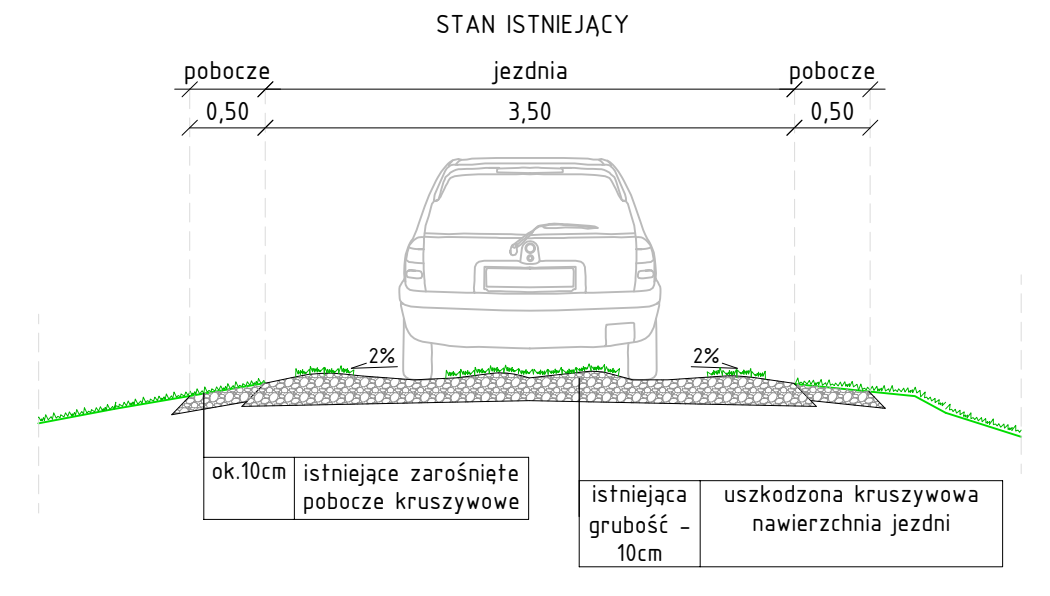 STAN ISTNIEJĄCY
pobocze jezdnia pobocze
0,50 3,50 0,50
2% 2%
ok.10cm
istniejące zarośnięte
pobocze kruszywowe
istniejąca
grubość -
10cm
uszkodzona kruszywowa
nawierzchnia jezdni